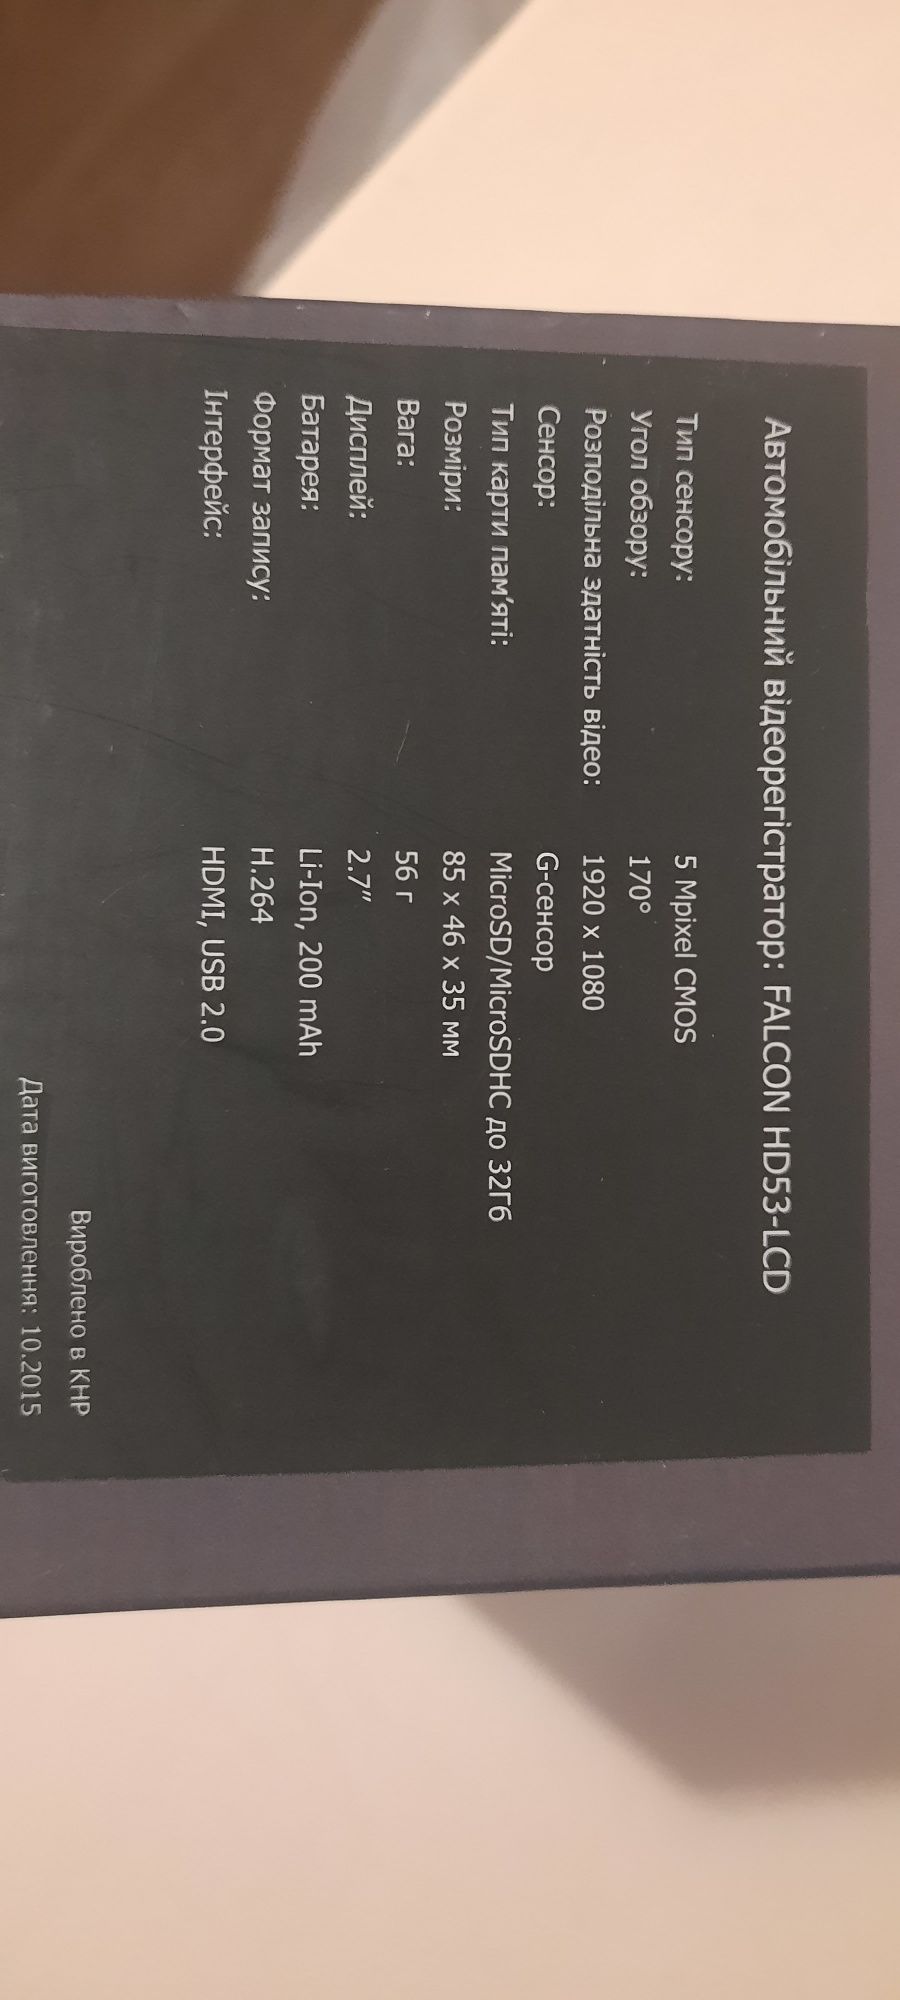 Автомобільний відеорегістратор: FALCON HD53-LCD
Тип сенсору: 5 Mpixel CMOS
Угол обзору: 170°
Розподільна здатність відео: 1920 x 1080
Сенсор: G-сенсор
Тип карти пам'яті: MicroSD/MicroSDHC до 32Гб
Розміри: 85 x 46 x 35 мм
Вага: 56 г
Дисплей: 2.7"
Батарея: Li-Ion, 200 mAh
Формат запису: H.264
Інтерфейс: HDMI, USB 2.0
Вироблено в КНР
Дата виготовлення: 10.2015